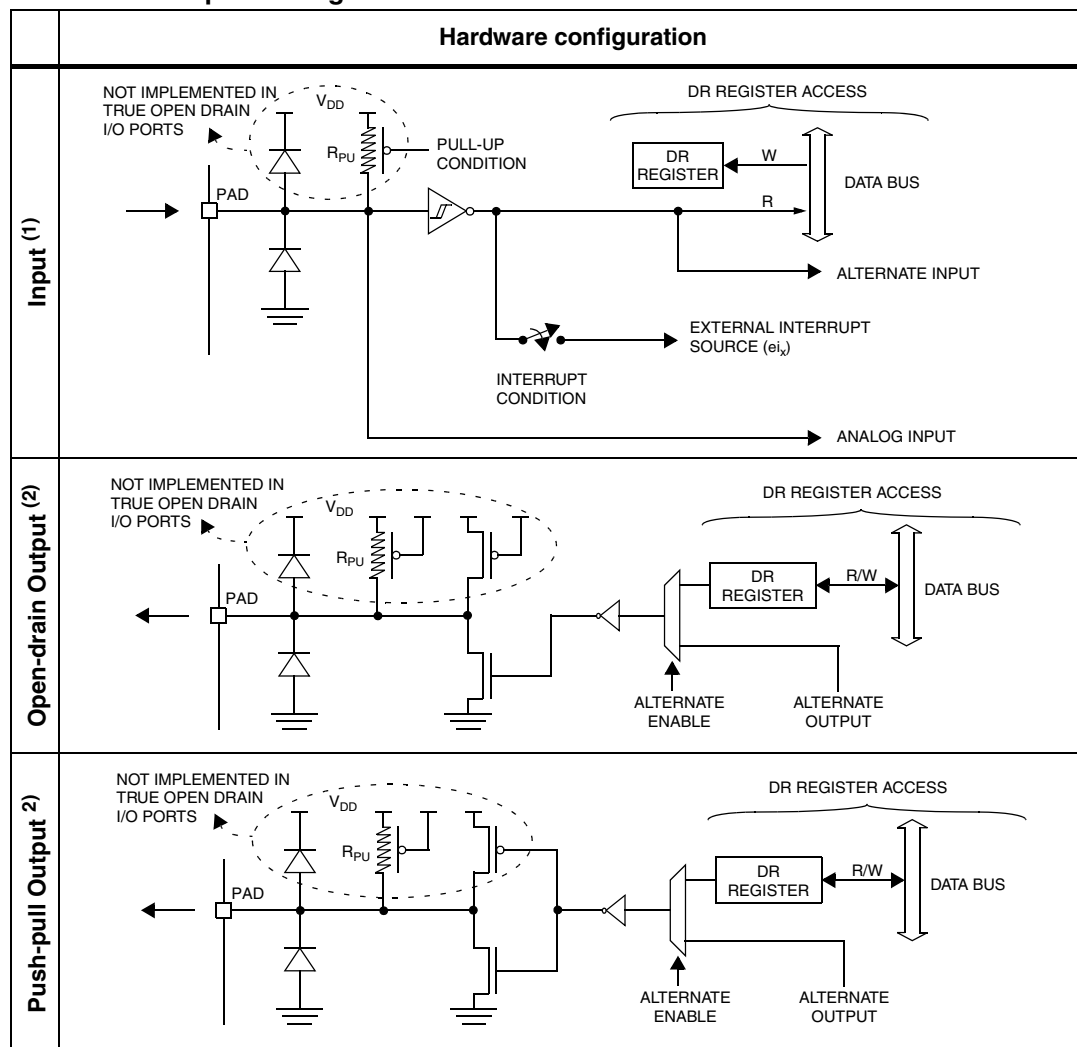 Hardware configuration
Input (1)
NOT IMPLEMENTED IN
TRUE OPEN DRAIN
I/O PORTS
VDD
RPU
PULL-UP
CONDITION
PAD
DR REGISTER ACCESS
DR
REGISTER
W
R
DATA BUS
ALTERNATE INPUT
EXTERNAL INTERRUPT
SOURCE (eix)
INTERRUPT
CONDITION
ANALOG INPUT
Open-drain Output (2)
NOT IMPLEMENTED IN
TRUE OPEN DRAIN
I/O PORTS
VDD
RPU
PAD
DR REGISTER ACCESS
DR
REGISTER
R/W
DATA BUS
ALTERNATE
ENABLE
ALTERNATE
OUTPUT
Push-pull Output 2)
NOT IMPLEMENTED IN
TRUE OPEN DRAIN
I/O PORTS
VDD
RPU
PAD
DR REGISTER ACCESS
DR
REGISTER
R/W
DATA BUS
ALTERNATE
ENABLE
ALTERNATE
OUTPUT